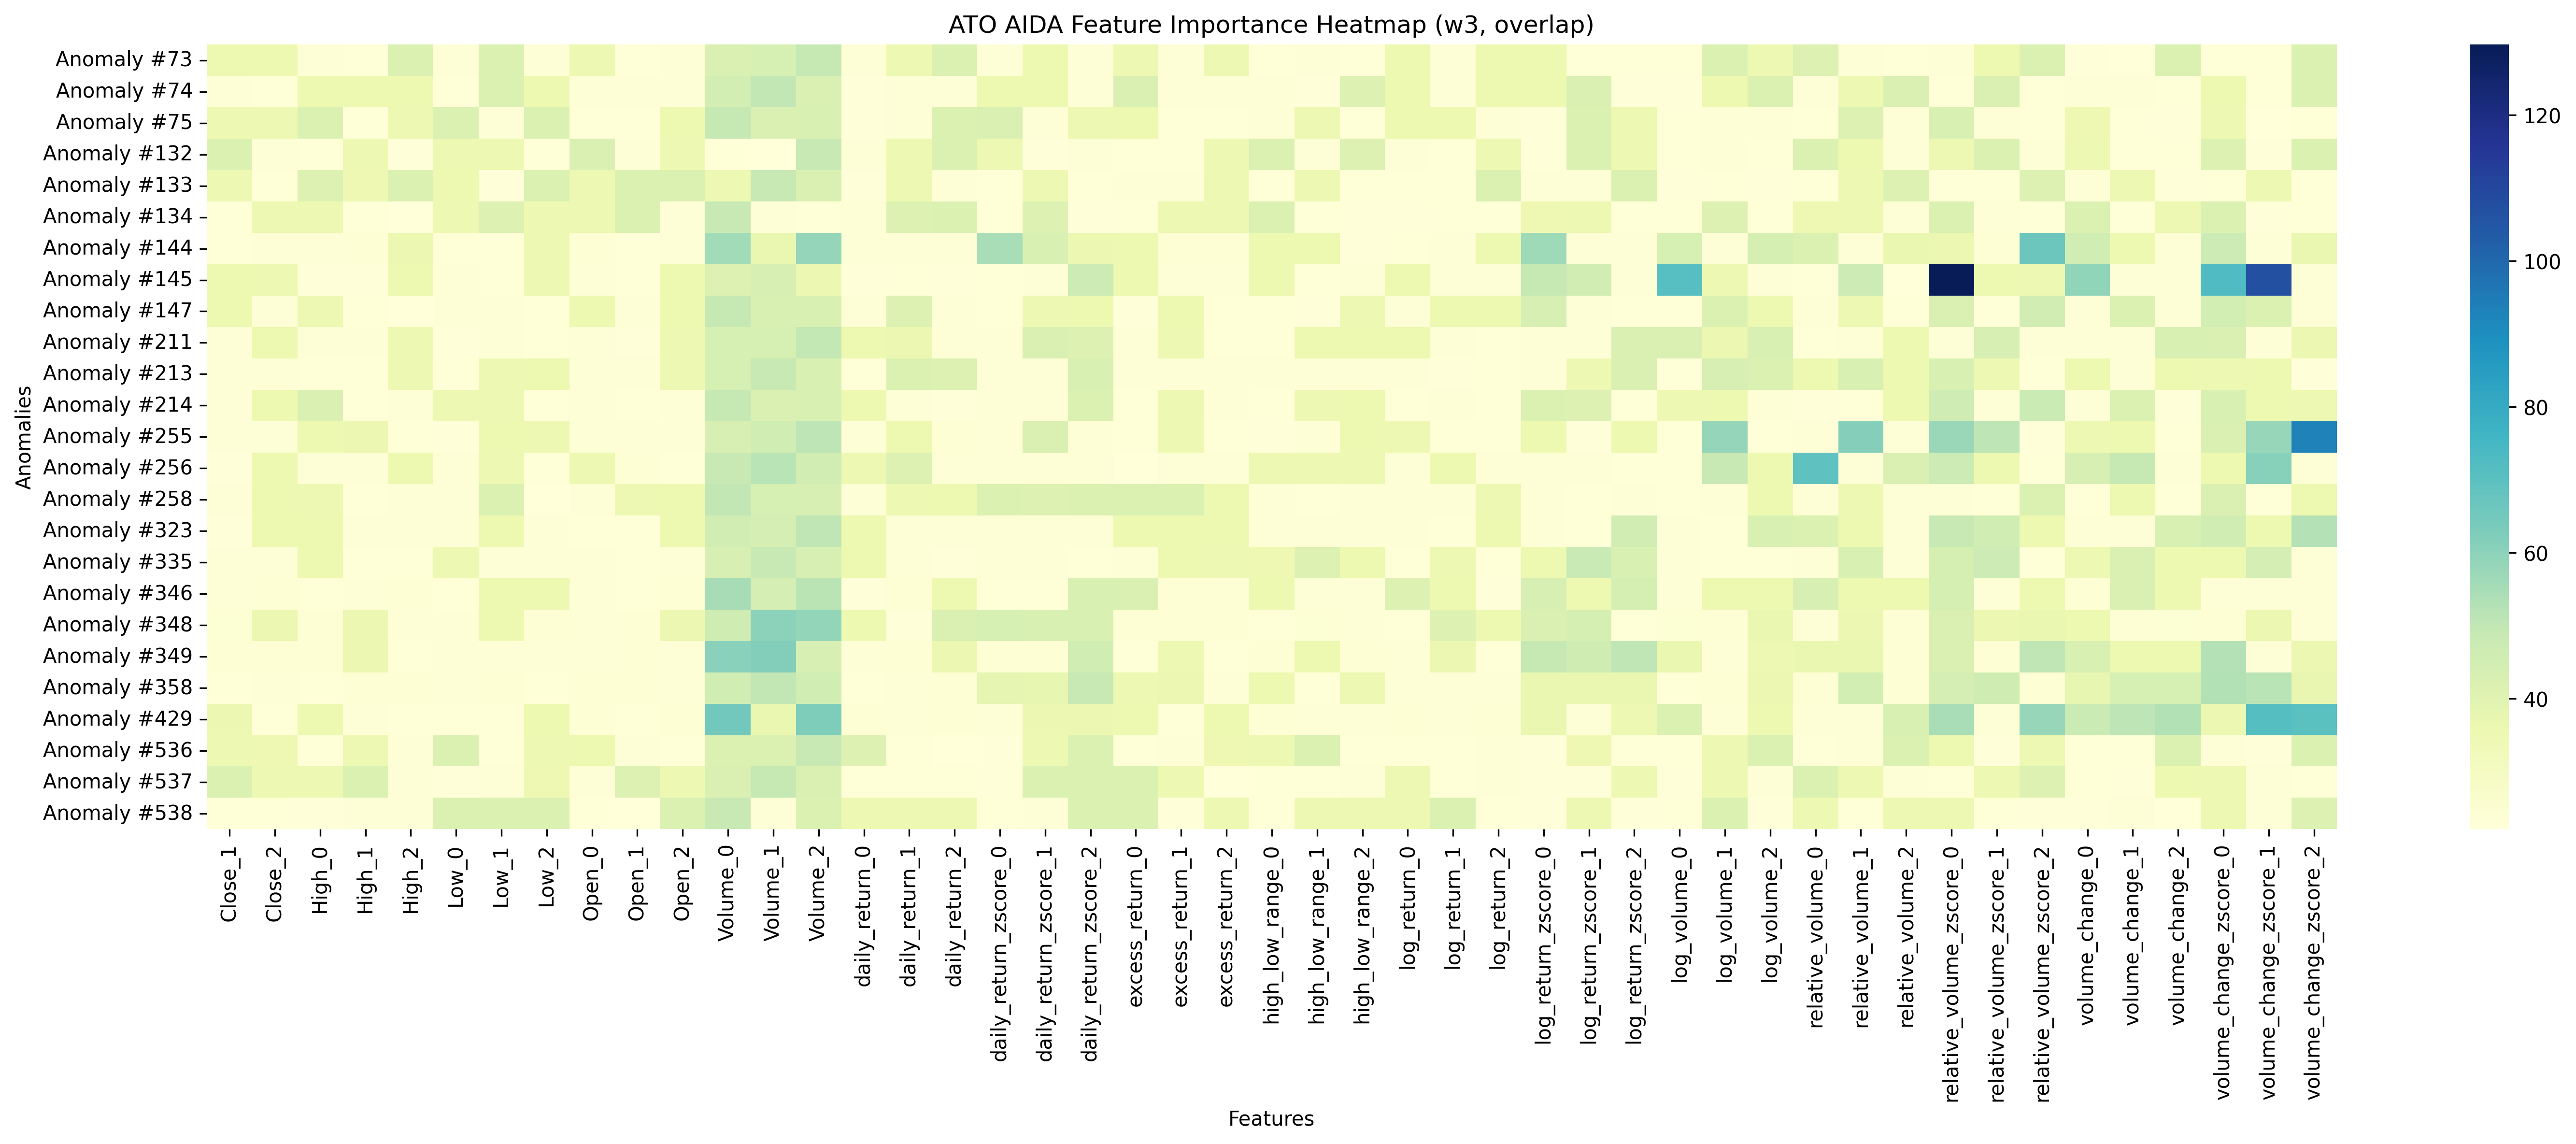 ATO AIDA Feature Importance Heatmap (w3, overlap)
Anomalies
Anomaly #73
Anomaly #74
Anomaly #75
Anomaly #132
Anomaly #133
Anomaly #134
Anomaly #144
Anomaly #145
Anomaly #147
Anomaly #211
Anomaly #213
Anomaly #214
Anomaly #255
Anomaly #256
Anomaly #258
Anomaly #323
Anomaly #335
Anomaly #346
Anomaly #348
Anomaly #349
Anomaly #358
Anomaly #429
Anomaly #536
Anomaly #537
Anomaly #538
Close_1
Close_2
High_0
High_1
High_2
Low_0
Low_1
Low_2
Open_0
Open_1
Open_2
Volume_0
Volume_1
Volume_2
daily_return_0
daily_return_1
daily_return_2
daily_return_zscore_0
daily_return_zscore_1
daily_return_zscore_2
excess_return_0
excess_return_1
excess_return_2
high_low_range_0
high_low_range_1
high_low_range_2
log_return_0
log_return_1
log_return_2
log_return_zscore_0
log_return_zscore_1
log_return_zscore_2
log_volume_0
log_volume_1
log_volume_2
relative_volume_0
relative_volume_1
relative_volume_2
relative_volume_zscore_0
relative_volume_zscore_1
relative_volume_zscore_2
volume_change_0
volume_change_1
volume_change_2
volume_change_zscore_0
volume_change_zscore_1
volume_change_zscore_2
Features
120
100
80
60
40